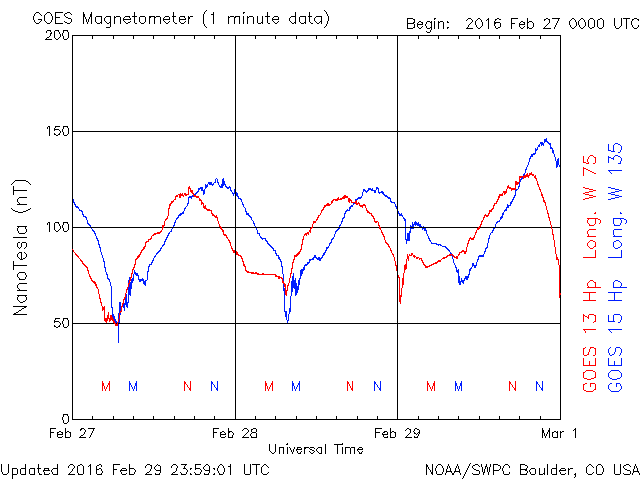 GOES Magnetometer (1 minute data)
Begin: 2016 Feb 27 0000 UTC
200
150
100
50
0
NanoTesla (nT)
M M N N M M N N M M N N
Feb 27 Feb 28 Feb 29 Mar 1
Universal Time
GOES 13 Hp Long. W 75
GOES 15 Hp Long. W 135
Updated 2016 Feb 29 23:59:01 UTC
NOAA/SWPC Boulder, CO USA